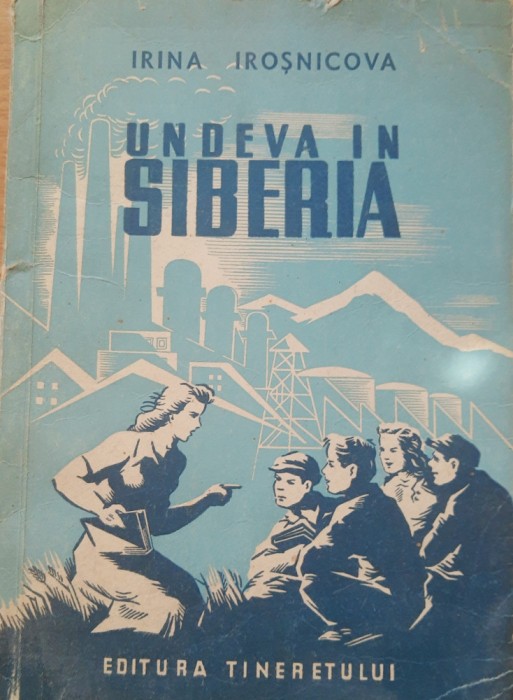 IRINA IROȘNICOVA
UNDEVA IN
SIBERIA
EDITURA TINERETULUI